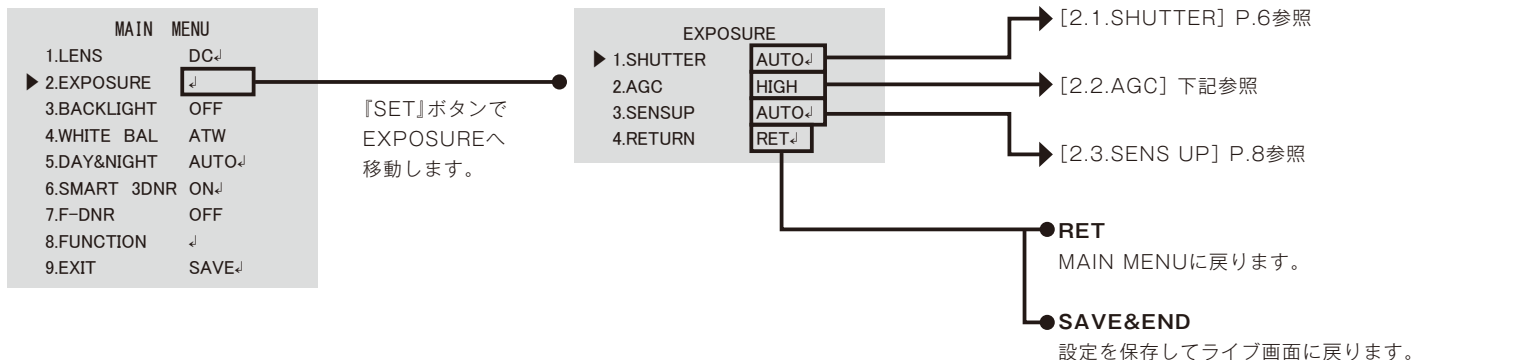 MAIN MENU
1.LENS DC↲
▶ 2.EXPOSURE ↲
3.BACKLIGHT OFF
4.WHITE BAL ATW
5.DAY&NIGHT AUTO↲
6.SMART 3DNR ON↲
7.F-DNR OFF
8.FUNCTION ↲
9.EXIT SAVE↲
『SET』ボタンで
EXPOSUREへ
移動します。
EXPOSURE
▶ 1.SHUTTER AUTO↲
2.AGC HIGH
3.SENSUP AUTO↲
4.RETURN RET↲
[2.1.SHUTTER] P.6参照
[2.2.AGC] 下記参照
[2.3.SENS UP] P.8参照
RET
MAIN MENUに戻ります。
SAVE&END
設定を保存してライブ画面に戻ります。